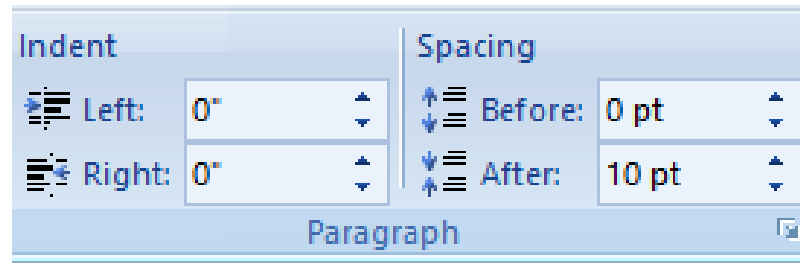 Indent Spacing
Left: 0" Before: 0 pt
Right: 0" After: 10 pt
Paragraph